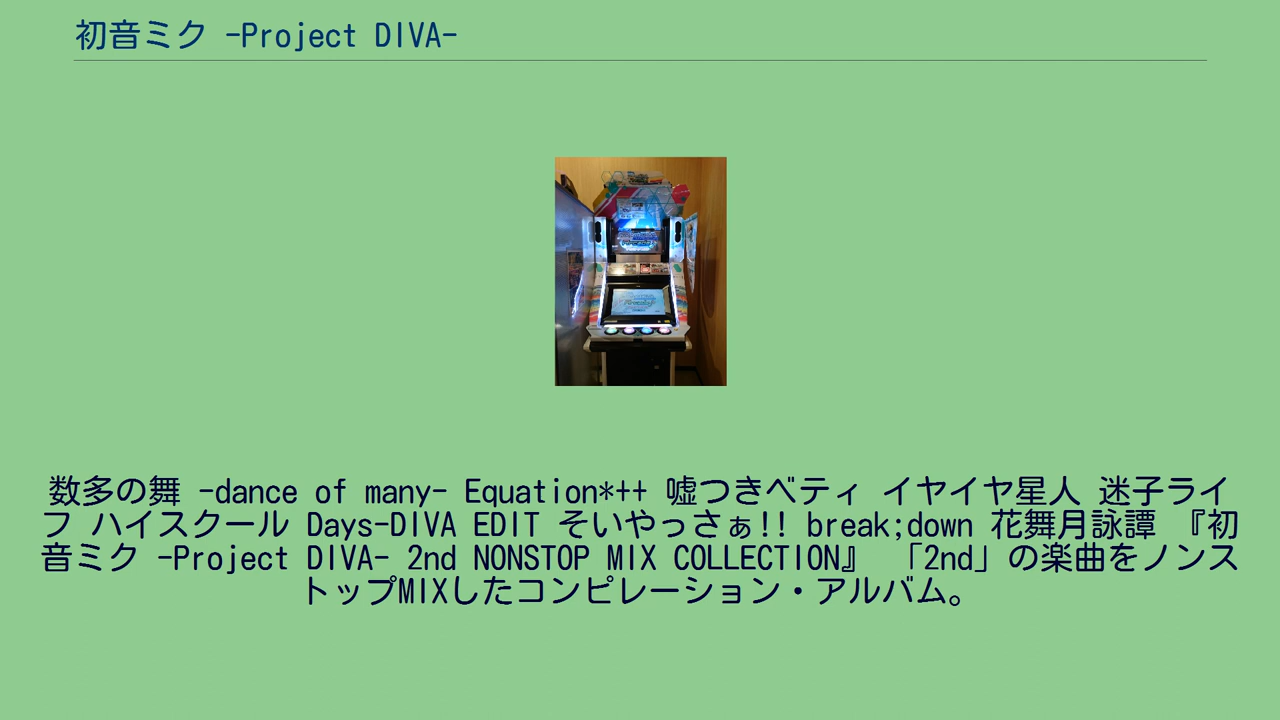 初音ミク -Project DIVA-
数多の舞 -dance of many- Equation*++ 嘘つきベティ イヤイヤ星人 迷子ライ
フ ハイスクール Days-DIVA EDIT そいやっさぁ!! break;down 花舞月詠譚 『初
音ミク -Project DIVA- 2nd NONSTOP MIX COLLECTION』 「2nd」の楽曲をノンス
トップMIXしたコンピレーション・アルバム。